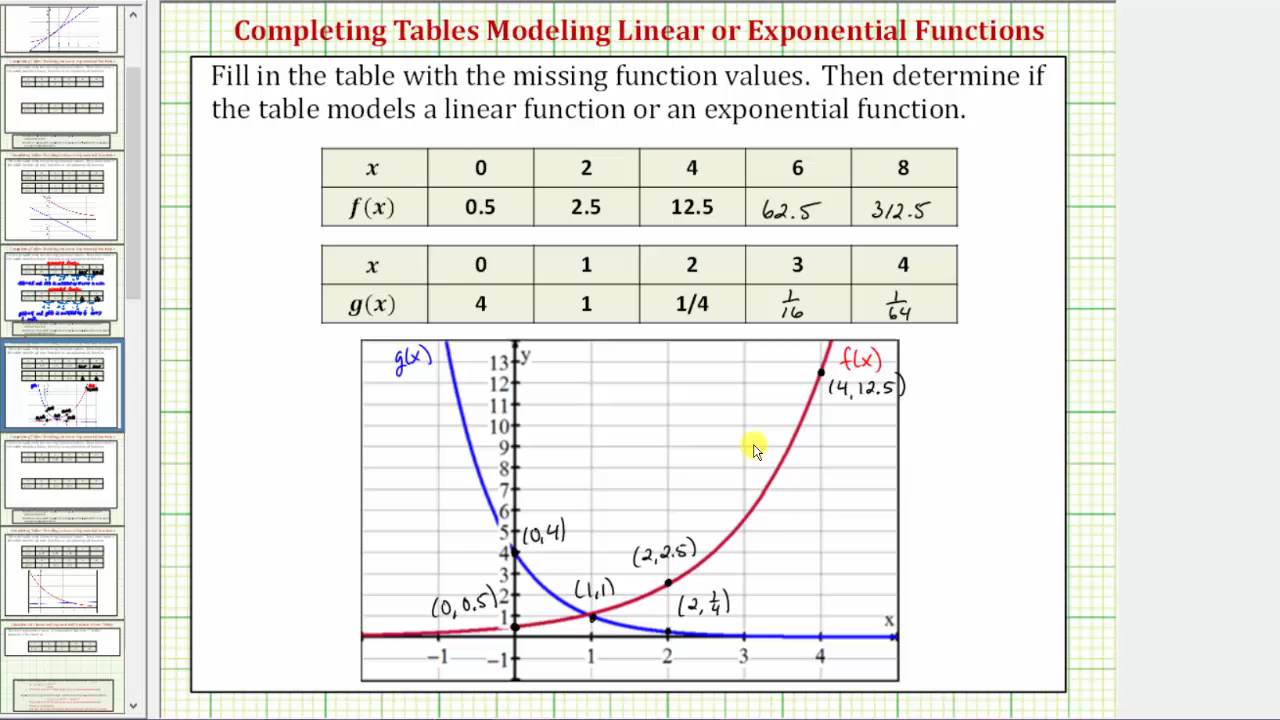 Completing Tables Modeling Linear or Exponential Functions
Fill in the table with the missing function values. Then determine if
the table models a linear function or an exponential function.
x 0 2 4 6 8
f(x) 0.5 2.5 12.5 62.5 312.5
x 0 1 2 3 4
g(x) 4 1 1/4 1/16 1/64
g(x) y f(x)
13
12 (4, 12.5)
11
10
9
8
7
6
5 (0, 4)
4 (2, 2.5)
3
2 (0, 0.5) (1, 1) (2, 1/4)
1 x
-1 -1 1 2 3 4